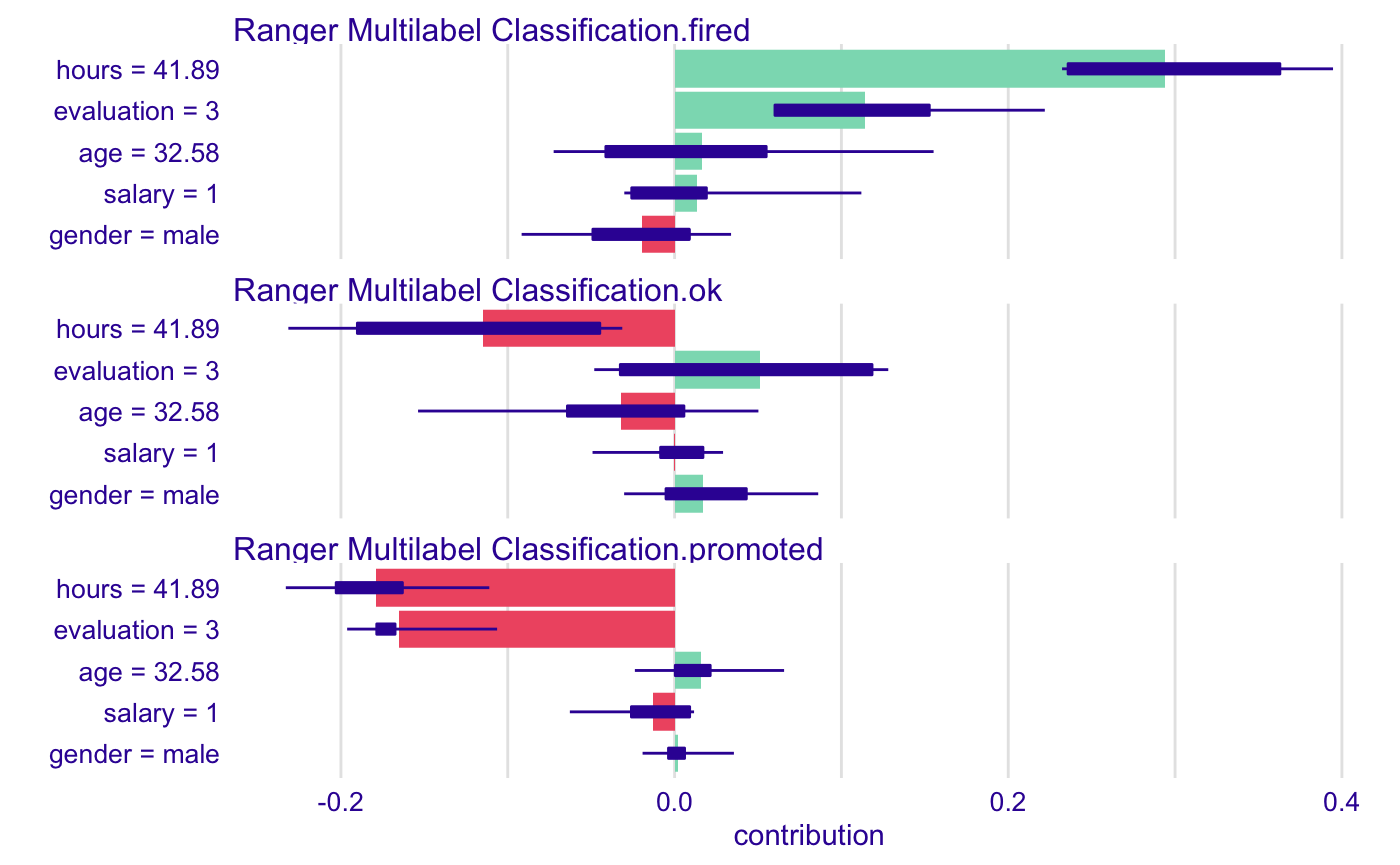 Ranger Multilabel Classification.fired
hours = 41.89
evaluation = 3
age = 32.58
salary = 1
gender = male
Ranger Multilabel Classification.ok
hours = 41.89
evaluation = 3
age = 32.58
salary = 1
gender = male
Ranger Multilabel Classification.promoted
hours = 41.89
evaluation = 3
age = 32.58
salary = 1
gender = male
-0.2 0.0 0.2 0.4
contribution